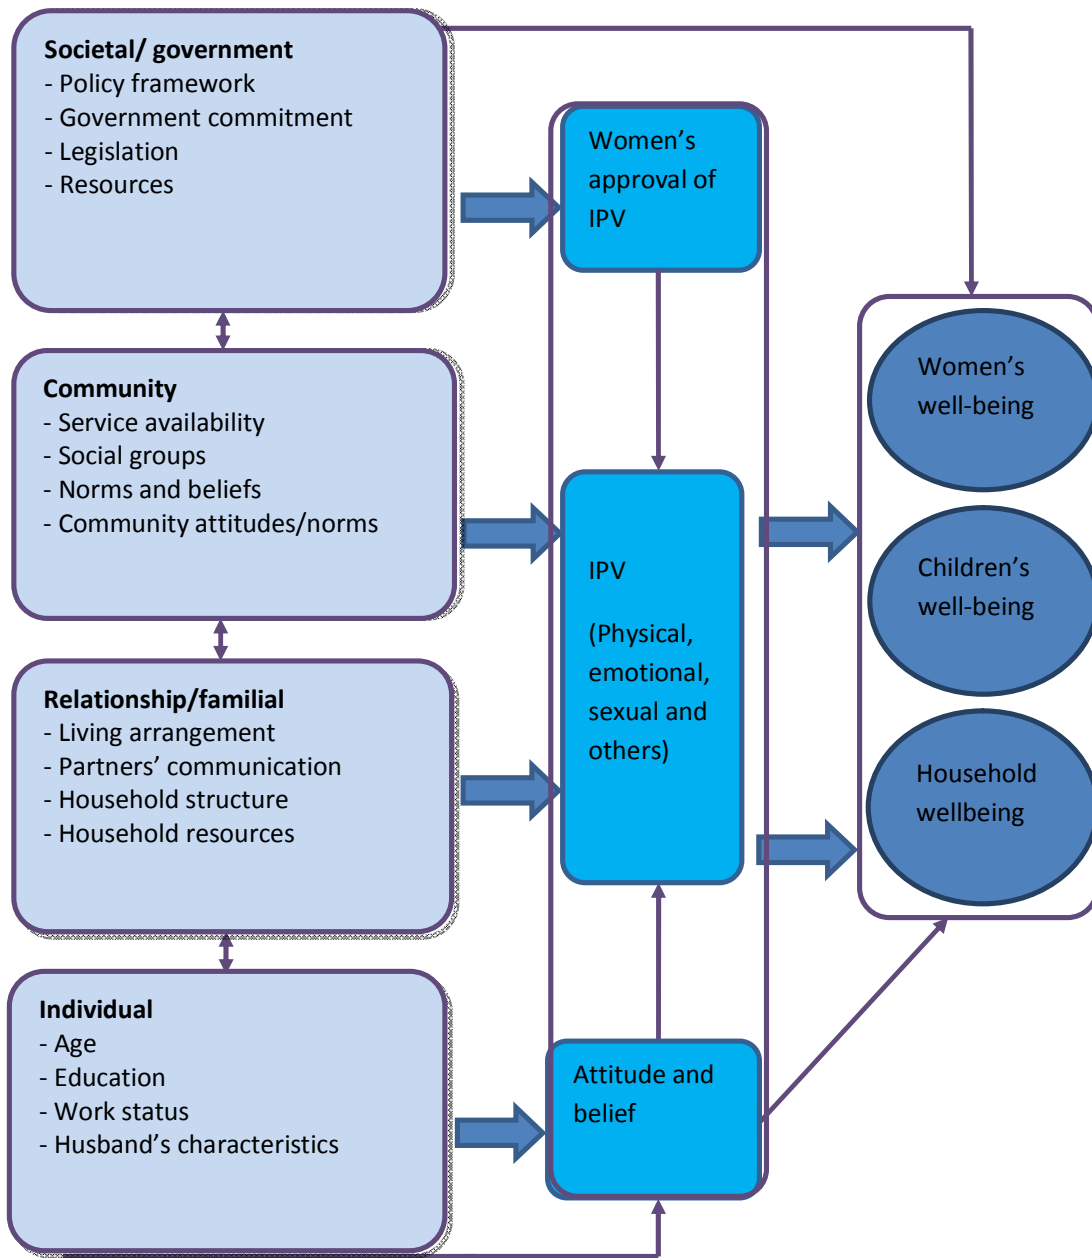 Societal/ government
- Policy framework
- Government commitment
- Legislation
- Resources
Community
- Service availability
- Social groups
- Norms and beliefs
- Community attitudes/norms
Relationship/familial
- Living arrangement
- Partners’ communication
- Household structure
- Household resources
Individual
- Age
- Education
- Work status
- Husband’s characteristics
Women’s
approval of
IPV
IPV
(Physical,
emotional,
sexual and
others)
Attitude and
belief
Women’s
well-being
Children’s
well-being
Household
wellbeing